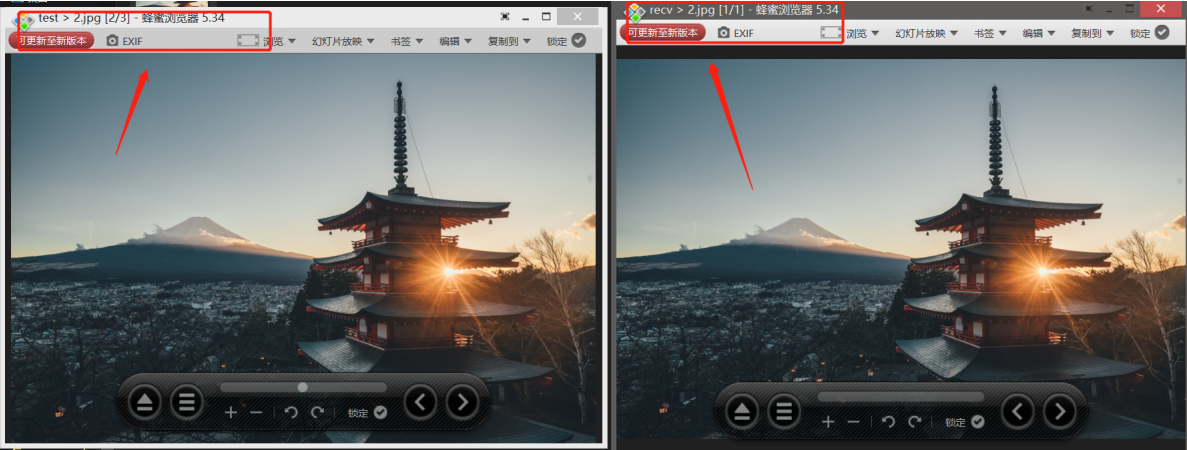 test > 2.jpg [2/3] - 蜂蜜浏览器 5.34
可更新至新版本 EXIF 浏览 幻灯片放映 书签 编辑 复制到 锁定
锁定
recv > 2.jpg [1/1] - 蜂蜜浏览器 5.34
可更新至新版本 EXIF 浏览 幻灯片放映 书签 编辑 复制到 锁定
锁定